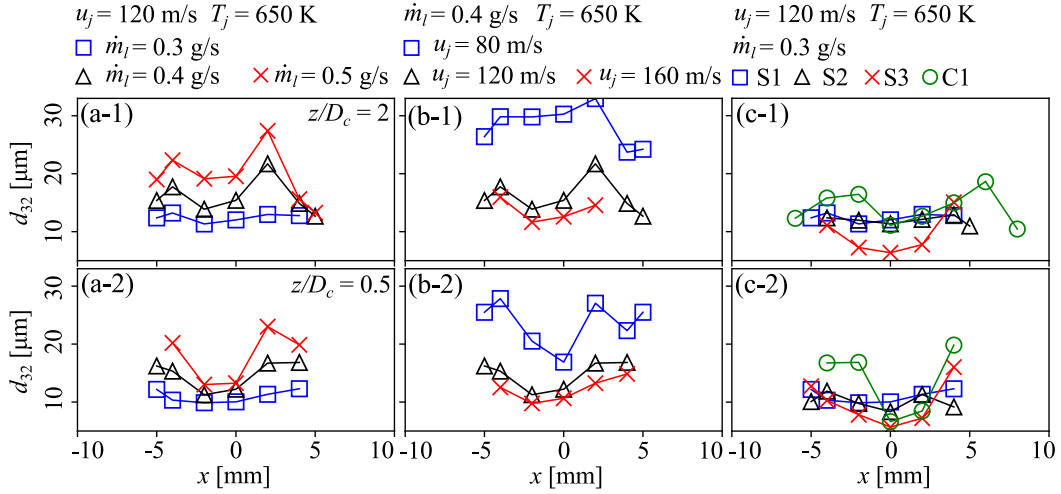 u_j = 120 m/s T_j = 650 K
ṁ_l = 0.3 g/s
ṁ_l = 0.4 g/s ṁ_l = 0.5 g/s
ṁ_l = 0.4 g/s T_j = 650 K
u_j = 80 m/s
u_j = 120 m/s u_j = 160 m/s
u_j = 120 m/s T_j = 650 K
ṁ_l = 0.3 g/s
S1 S2 S3 C1
(a-1) z/D_c = 2
(b-1)
(c-1)
30
20
10
d_32 [μm]
(a-2) z/D_c = 0.5
(b-2)
(c-2)
30
20
10
d_32 [μm]
-10 -5 0 5
-10 -5 0 5
-10 -5 0 5 10
x [mm] x [mm] x [mm]